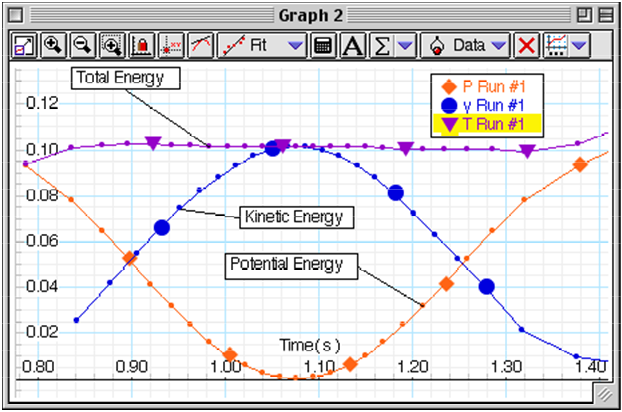 Graph 2
A Fit Σ Data
Total Energy
P Run #1
y Run #1
T Run #1
0.12
0.10
0.08
Kinetic Energy
0.06
Potential Energy
0.04
0.02
Time(s)
0.80 0.90 1.00 1.10 1.20 1.30 1.40